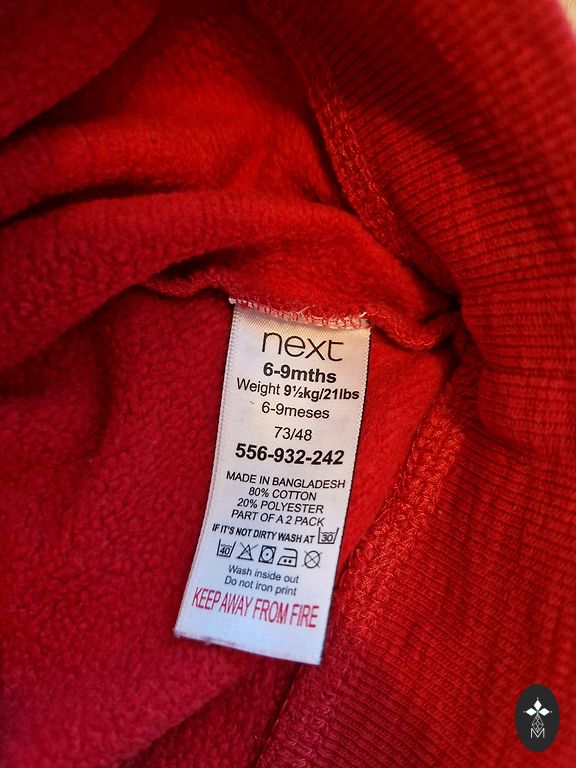 next
6-9mths
Weight 9½kg/21lbs
6-9meses
73/48
556-932-242
MADE IN BANGLADESH
80% COTTON
20% POLYESTER
PART OF A 2 PACK
IF IT'S NOT DIRTY WASH AT 30
40
Wash inside out
Do not iron print
KEEP AWAY FROM FIRE
M